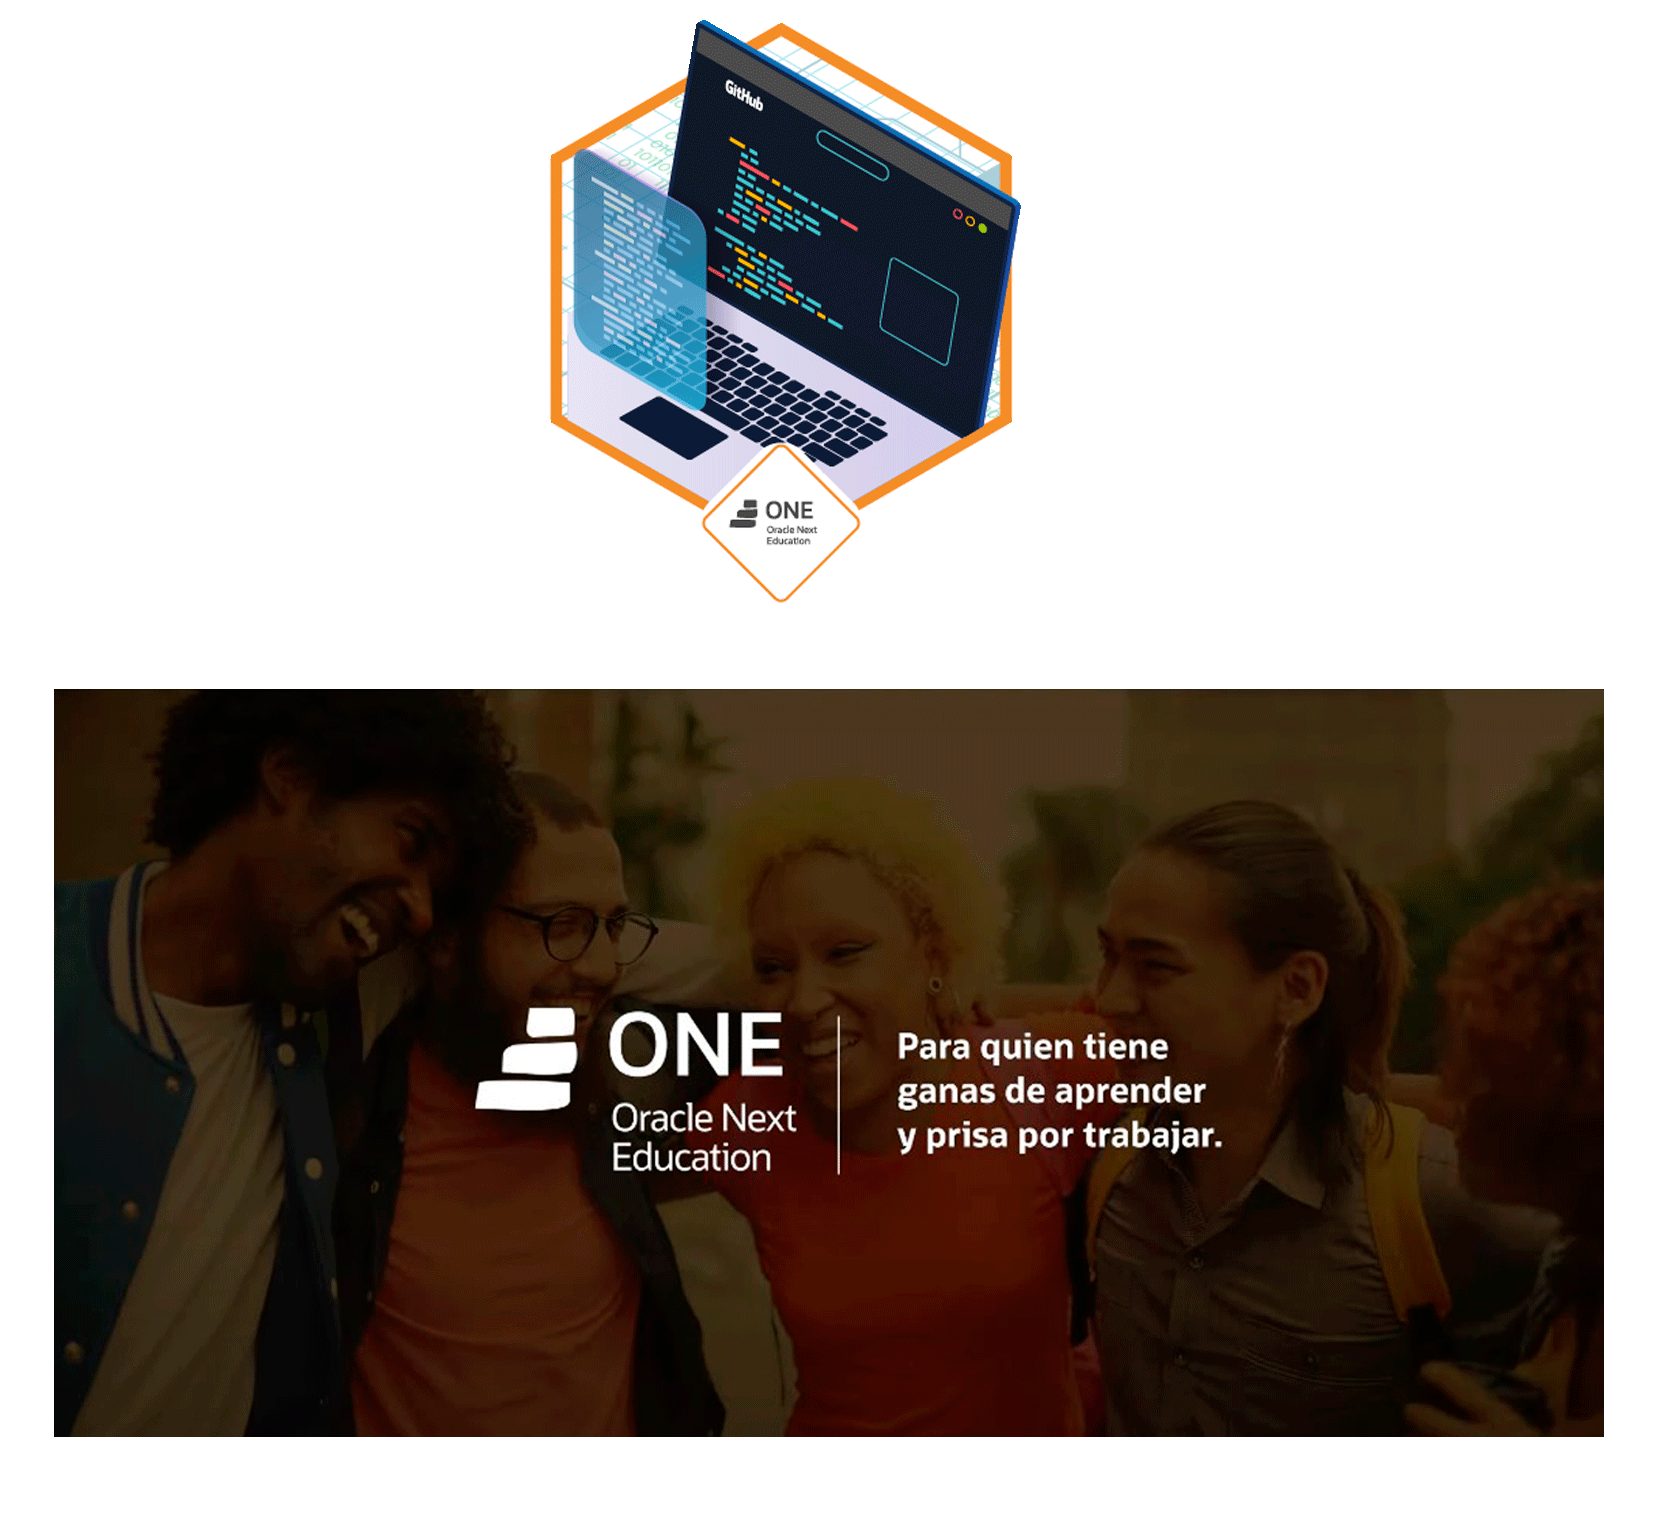 GitHub
ONE
Oracle Next
Education
ONE
Oracle Next
Education
Para quien tiene
ganas de aprender
y prisa por trabajar.